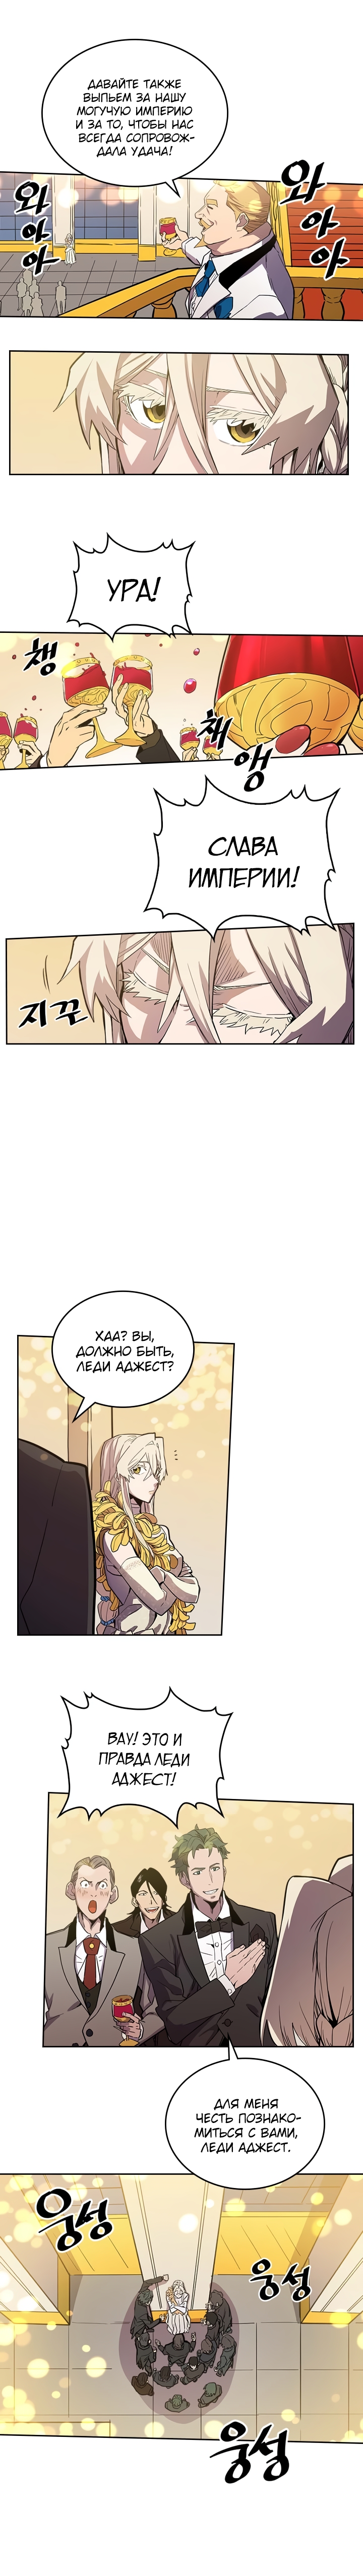 ДАВАЙТЕ ТАКЖЕ
ВЫПЬЕМ ЗА НАШУ
МОГУЧУЮ ИМПЕРИЮ
И ЗА ТО, ЧТОБЫ НАС
ВСЕГДА СОПРОВОЖ-
ДАЛА УДАЧА!
와
아
아
와
아
아
УРА!
챙
채
앵
СЛАВА
ИМПЕРИИ!
지끈
ХАА? ВЫ,
ДОЛЖНО БЫТЬ,
ЛЕДИ АДЖЕСТ?
ВАУ! ЭТО И
ПРАВДА ЛЕДИ
АДЖЕСТ!
ДЛЯ МЕНЯ
ЧЕСТЬ ПОЗНАКО-
МИТЬСЯ С ВАМИ,
ЛЕДИ АДЖЕСТ.
웅성
웅성
웅성